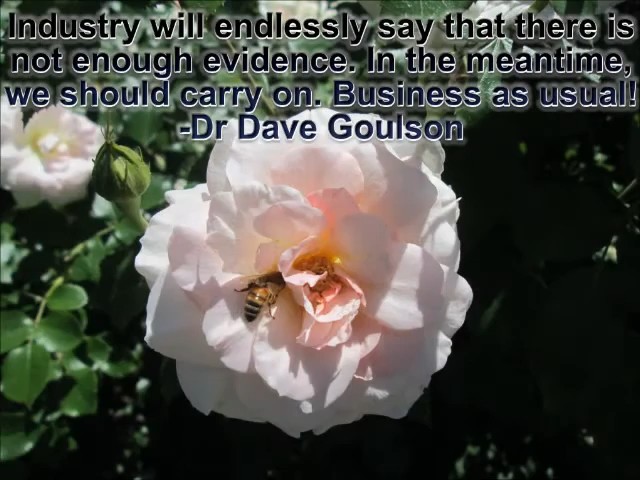 Industry will endlessly say that there is
not enough evidence. In the meantime,
we should carry on. Business as usual!
-Dr Dave Goulson